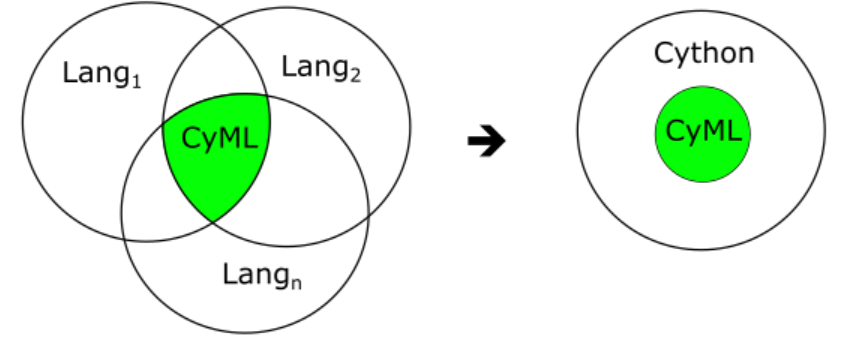 Lang₁
Lang₂
CyML
Langₙ
➔
Cython
CyML